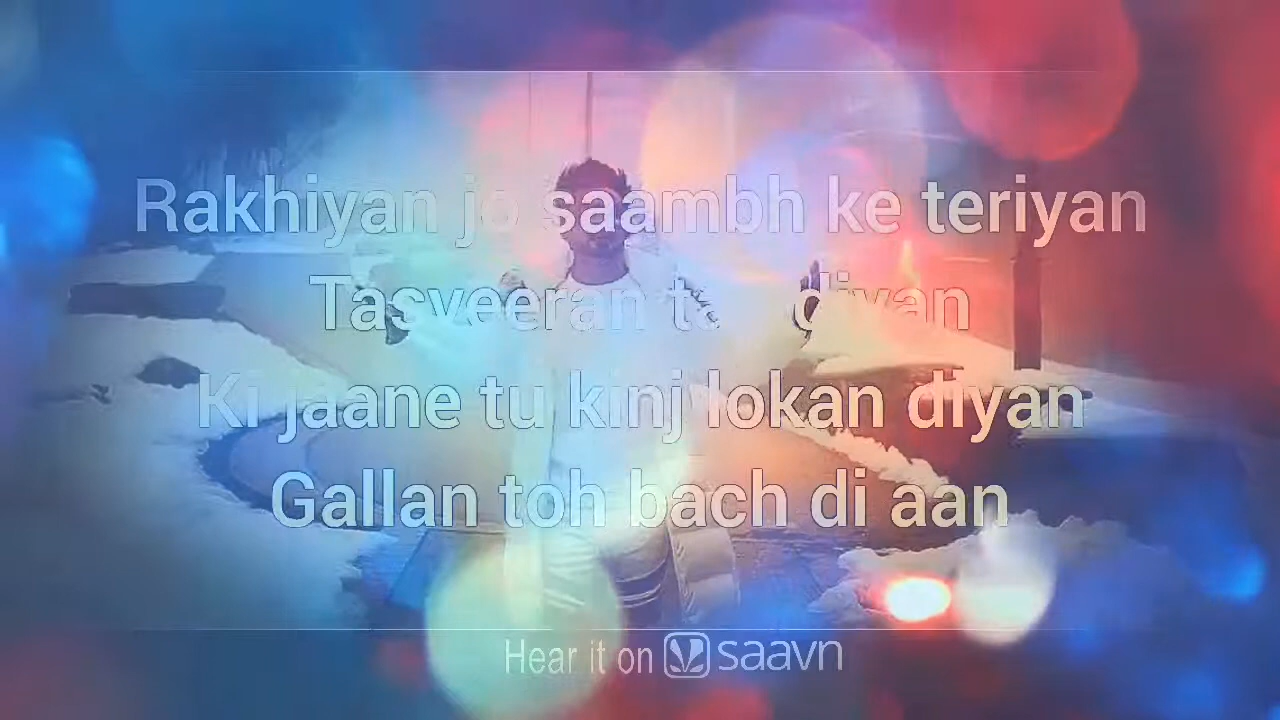 Rakhiyan jo saambh ke teriyan
Tasveeran diyan
Ki jaane tu kinj lokan diyan
Gallan toh bach di aan
Hear it on saavn